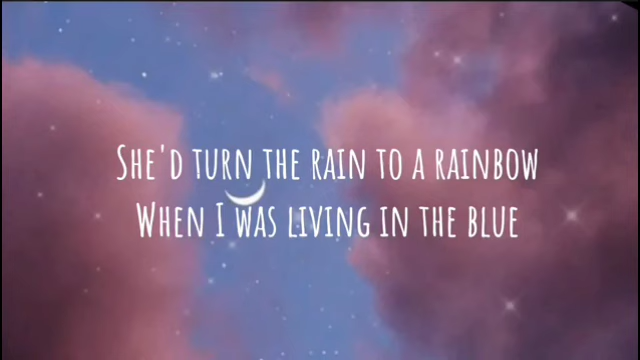 She'd turn the rain to a rainbow
When I was living in the blue